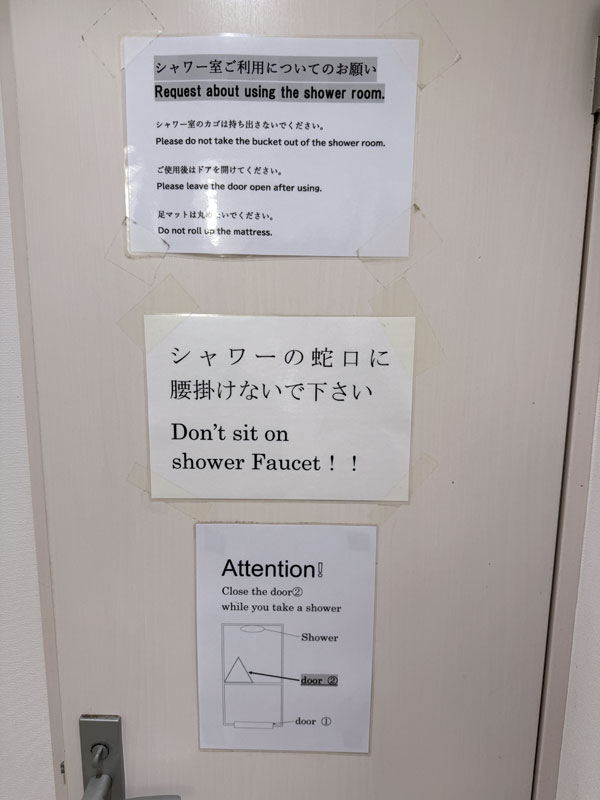 シャワー室ご利用についてのお願い
Request about using the shower room.
シャワー室のカゴは持ち出さないでください。
Please do not take the bucket out of the shower room.
ご使用後はドアを開けてください。
Please leave the door open after using.
足マットは丸めないでください。
Do not roll up the mattress.
シャワーの蛇口に
腰掛けないで下さい
Don't sit on
shower Faucet！！
Attention!
Close the door②
while you take a shower
Shower
door ②
door ①